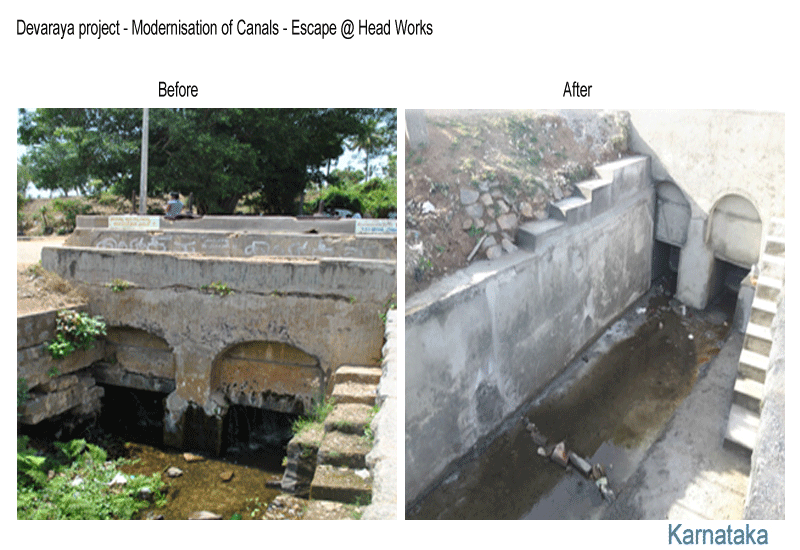 Devaraya project - Modernisation of Canals - Escape @ Head Works
Before
After
Karnataka